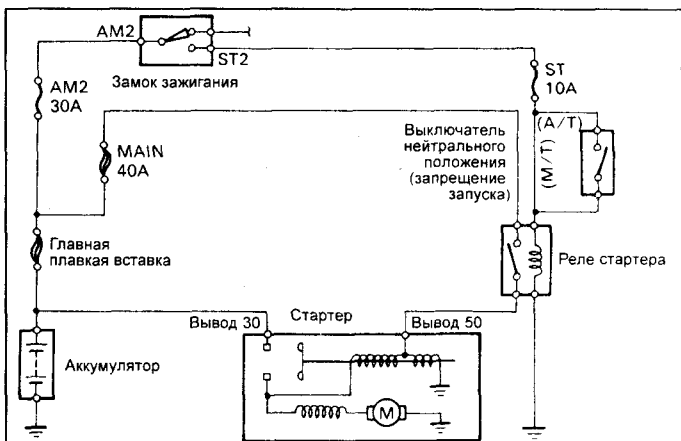 AM2
ST2
Замок зажигания
AM2
30A
ST
10A
MAIN
40A
Выключатель
нейтрального
положения
(запрещение
запуска)
(A/T)
(M/T)
Главная
плавкая вставка
Реле стартера
Вывод 30
Стартер
Вывод 50
Аккумулятор
M